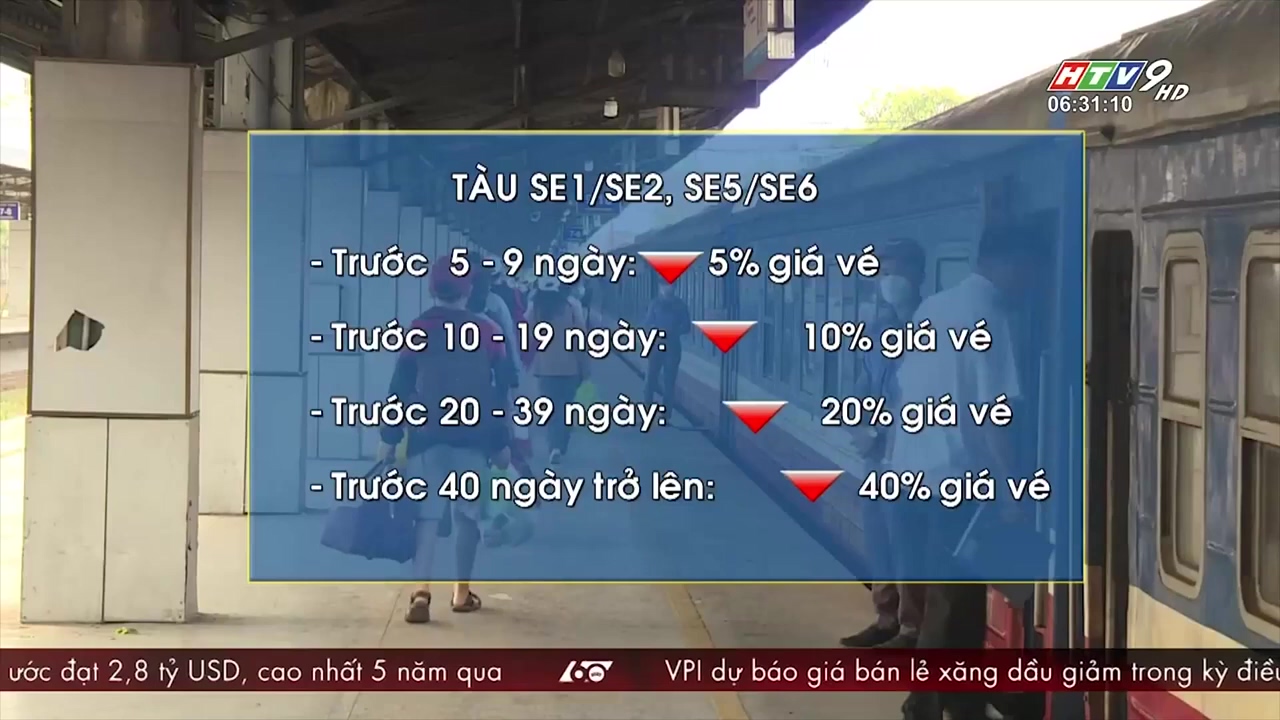 HTV9 HD
06:31:10
TÀU SE1/SE2, SE5/SE6
- Trước 5 - 9 ngày: 5% giá vé
- Trước 10 - 19 ngày: 10% giá vé
- Trước 20 - 39 ngày: 20% giá vé
- Trước 40 ngày trở lên: 40% giá vé
ước đạt 2,8 tỷ USD, cao nhất 5 năm qua 60 VPI dự báo giá bán lẻ xăng dầu giảm trong kỳ điề